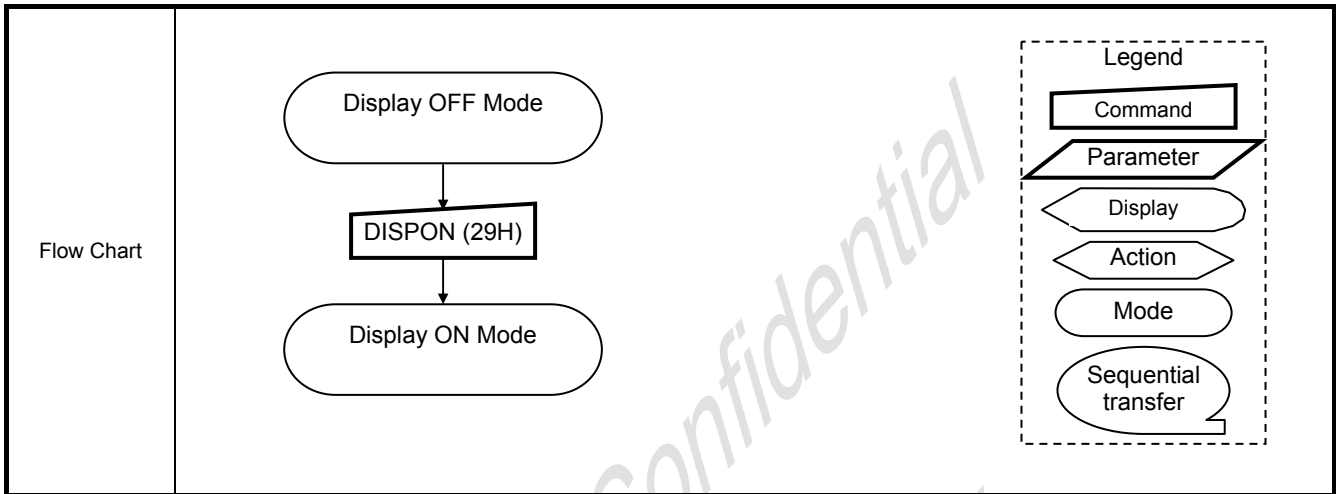 Flow Chart
Display OFF Mode
DISPON (29H)
Display ON Mode
Legend
Command
Parameter
Display
Action
Mode
Sequential
transfer
Confidential